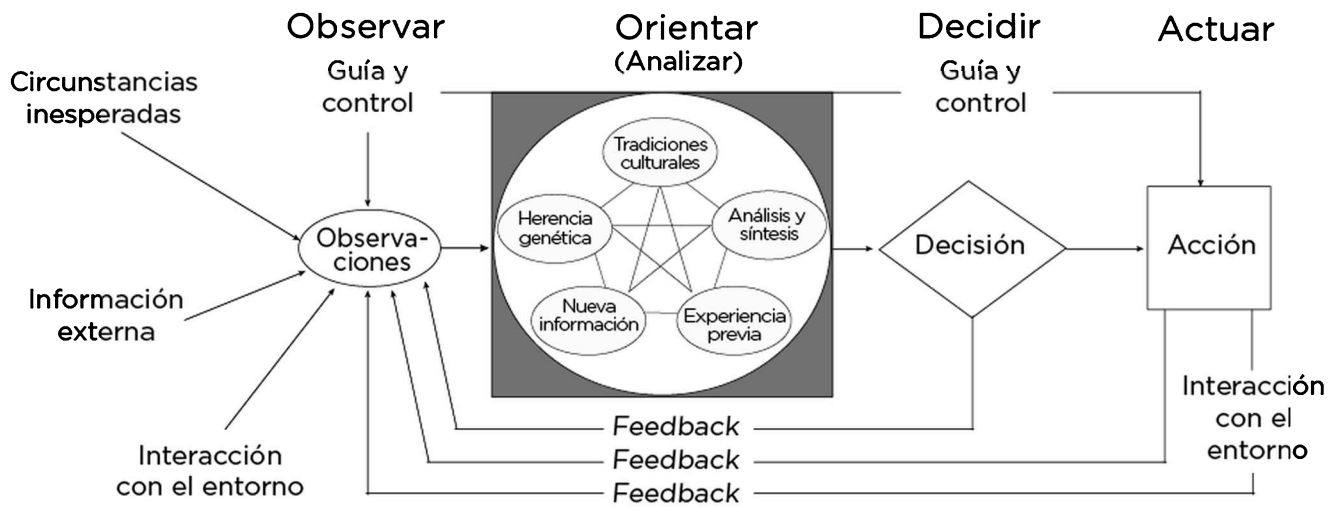 Observar
Orientar
(Analizar)
Decidir
Actuar
Circunstancias
inesperadas
Guía y
control
Guía y
control
Tradiciones
culturales
Herencia
genética
Análisis y
síntesis
Nueva
información
Experiencia
previa
Observa-
ciones
Decisión
Acción
Información
externa
Interacción
con el entorno
Interacción
con el
entorno
Feedback
Feedback
Feedback